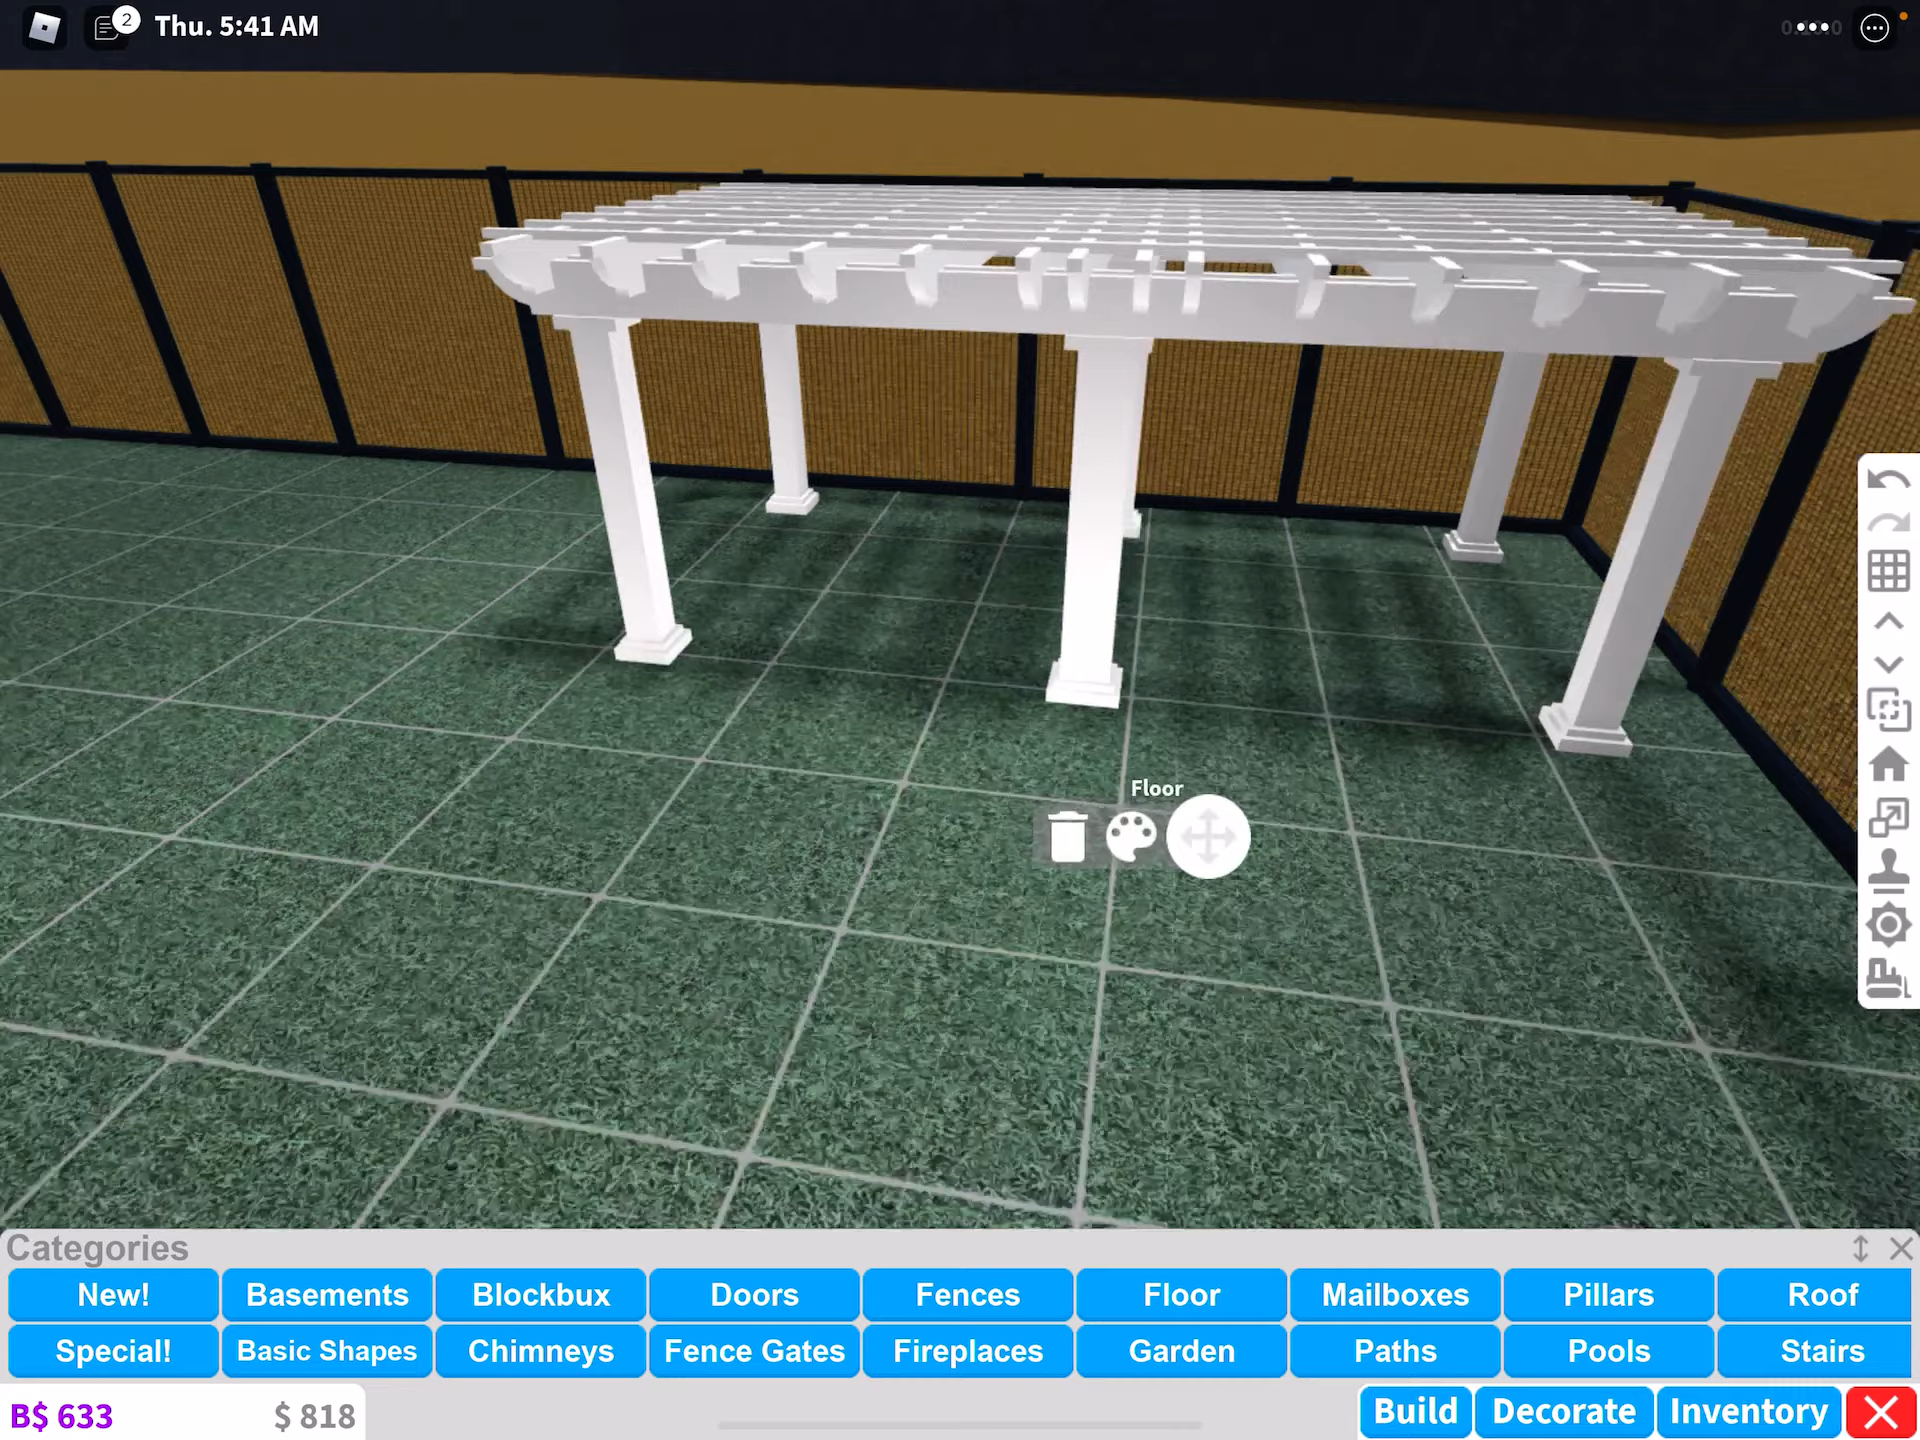 2
Thu. 5:41 AM
Floor
Categories
New! Basements Blockbux Doors Fences Floor Mailboxes Pillars Roof
Special! Basic Shapes Chimneys Fence Gates Fireplaces Garden Paths Pools Stairs
B$ 633 $ 818 Build Decorate Inventory